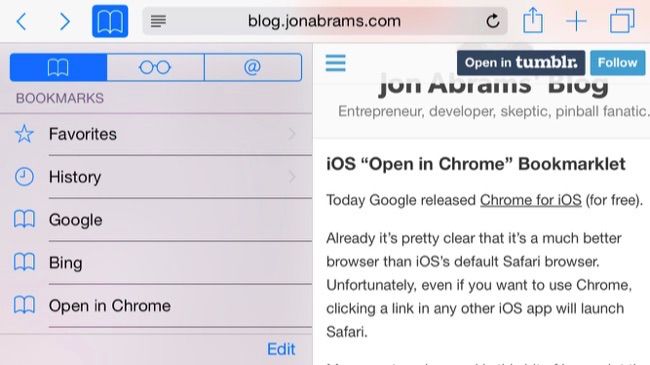 blog.jonabrams.com
@
BOOKMARKS
Favorites
History
Google
Bing
Open in Chrome
Edit
Open in tumblr.
Follow
Jon Abrams' Blog
Entrepreneur, developer, skeptic, pinball fanatic.
iOS “Open in Chrome” Bookmarklet
Today Google released Chrome for iOS (for free).
Already it’s pretty clear that it’s a much better
browser than iOS’s default Safari browser.
Unfortunately, even if you want to use Chrome,
clicking a link in any other iOS app will launch
Safari.